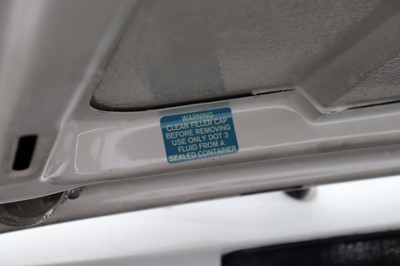 WARNING
CLEAN FILLER CAP
BEFORE REMOVING
USE ONLY DOT 3
FLUID FROM A
SEALED CONTAINER